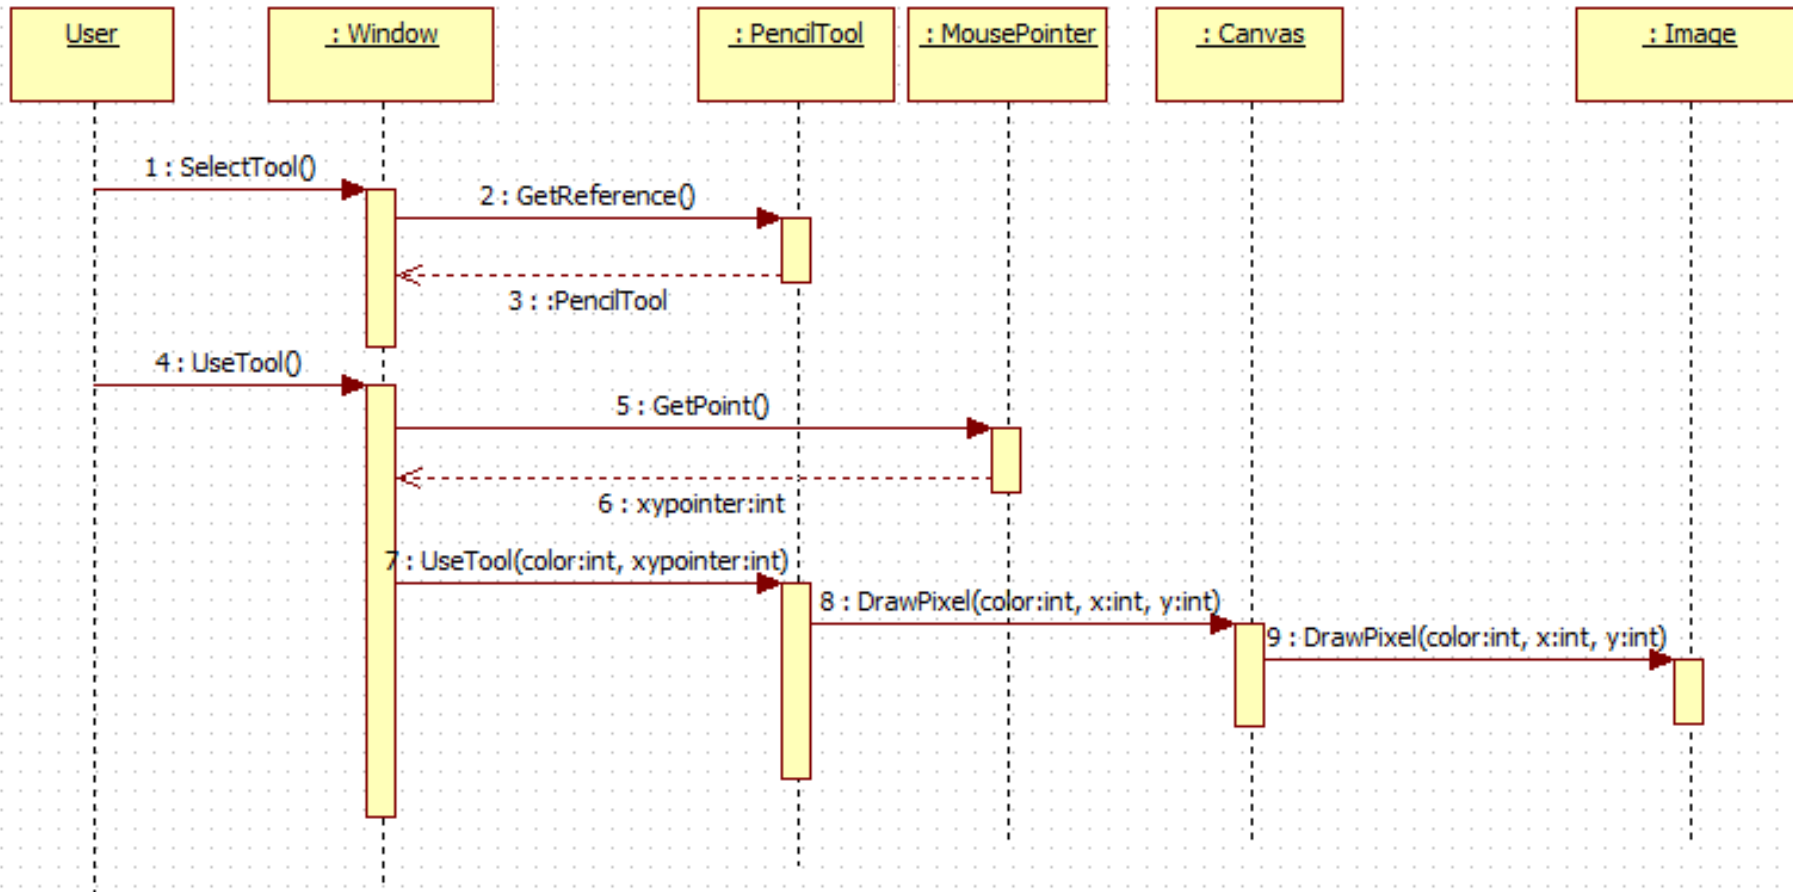 User
: Window
: PencilTool
: MousePointer
: Canvas
: Image
1 : SelectTool()
2 : GetReference()
3 : :PencilTool
4 : UseTool()
5 : GetPoint()
6 : xypointer:int
7 : UseTool(color:int, xypointer:int)
8 : DrawPixel(color:int, x:int, y:int)
9 : DrawPixel(color:int, x:int, y:int)